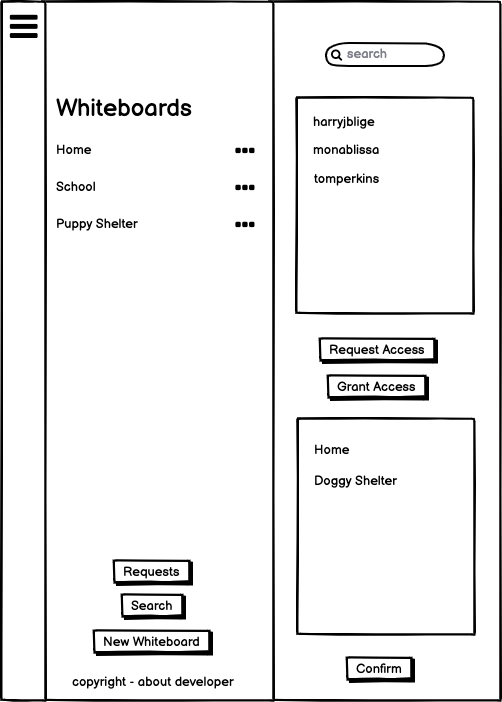 Whiteboards
Home
School
Puppy Shelter
Requests
Search
New Whiteboard
copyright - about developer
search
harryjblige
monablissa
tomperkins
Request Access
Grant Access
Home
Doggy Shelter
Confirm